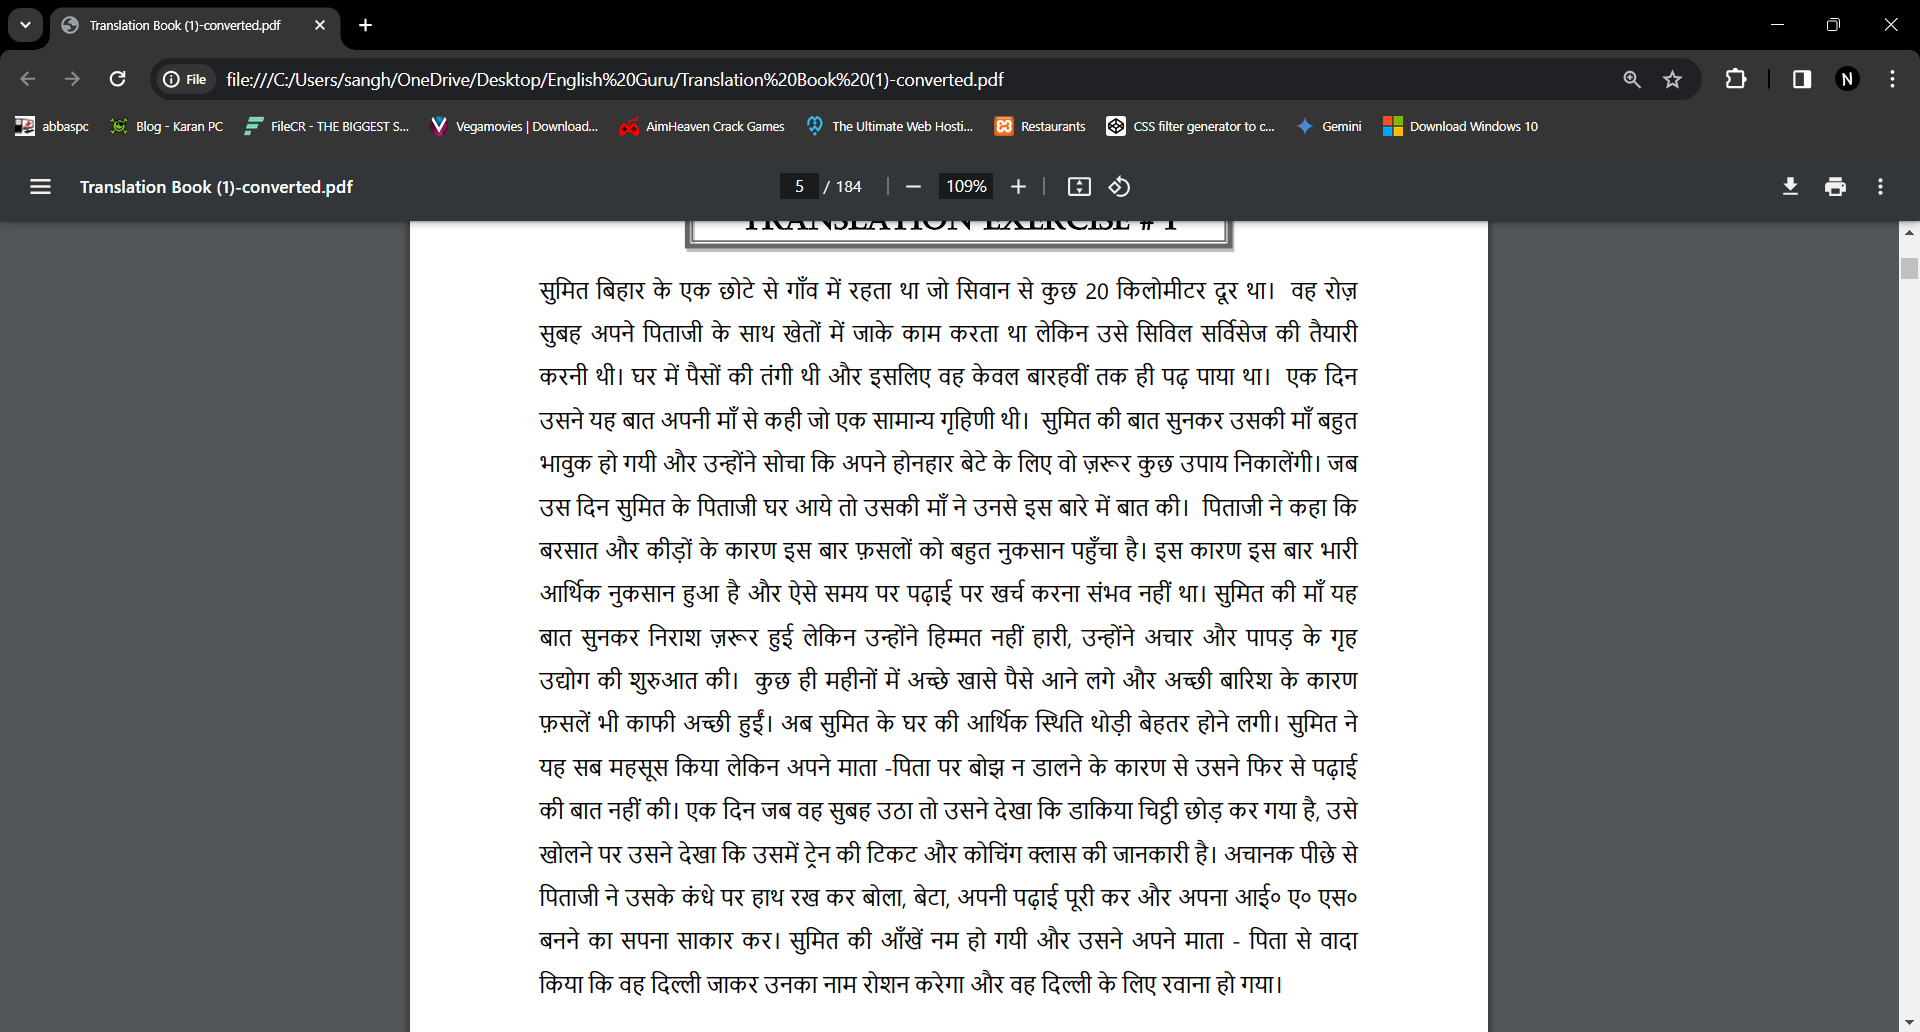 Translation Book (1)-converted.pdf
File
file:///C:/Users/sangh/OneDrive/Desktop/English%20Guru/Translation%20Book%20(1)-converted.pdf
N
abbaspc
Blog - Karan PC
FileCR - THE BIGGEST S...
Vegamovies | Download...
AimHeaven Crack Games
The Ultimate Web Hosti...
Restaurants
CSS filter generator to c...
Gemini
Download Windows 10
Translation Book (1)-converted.pdf
5 / 184
109%
TRANSLATION EXERCISE # 1
सुमित बिहार के एक छोटे से गाँव में रहता था जो सिवान से कुछ 20 किलोमीटर दूर था। वह रोज़
सुबह अपने पिताजी के साथ खेतों में जाके काम करता था लेकिन उसे सिविल सर्विसेज की तैयारी
करनी थी। घर में पैसों की तंगी थी और इसलिए वह केवल बारहवीं तक ही पढ़ पाया था। एक दिन
उसने यह बात अपनी माँ से कही जो एक सामान्य गृहिणी थी। सुमित की बात सुनकर उसकी माँ बहुत
भावुक हो गयी और उन्होंने सोचा कि अपने होनहार बेटे के लिए वो ज़रूर कुछ उपाय निकालेंगी। जब
उस दिन सुमित के पिताजी घर आये तो उसकी माँ ने उनसे इस बारे में बात की। पिताजी ने कहा कि
बरसात और कीड़ों के कारण इस बार फ़सलों को बहुत नुकसान पहुँचा है। इस कारण इस बार भारी
आर्थिक नुकसान हुआ है और ऐसे समय पर पढ़ाई पर खर्च करना संभव नहीं था। सुमित की माँ यह
बात सुनकर निराश ज़रूर हुई लेकिन उन्होंने हिम्मत नहीं हारी, उन्होंने अचार और पापड़ के गृह
उद्योग की शुरुआत की। कुछ ही महीनों में अच्छे खासे पैसे आने लगे और अच्छी बारिश के कारण
फ़सलें भी काफी अच्छी हुईं। अब सुमित के घर की आर्थिक स्थिति थोड़ी बेहतर होने लगी। सुमित ने
यह सब महसूस किया लेकिन अपने माता -पिता पर बोझ न डालने के कारण से उसने फिर से पढ़ाई
की बात नहीं की। एक दिन जब वह सुबह उठा तो उसने देखा कि डाकिया चिट्ठी छोड़ कर गया है, उसे
खोलने पर उसने देखा कि उसमें ट्रेन की टिकट और कोचिंग क्लास की जानकारी है। अचानक पीछे से
पिताजी ने उसके कंधे पर हाथ रख कर बोला, बेटा, अपनी पढ़ाई पूरी कर और अपना आई० ए० एस०
बनने का सपना साकार कर। सुमित की आँखें नम हो गयी और उसने अपने माता - पिता से वादा
किया कि वह दिल्ली जाकर उनका नाम रोशन करेगा और वह दिल्ली के लिए रवाना हो गया।